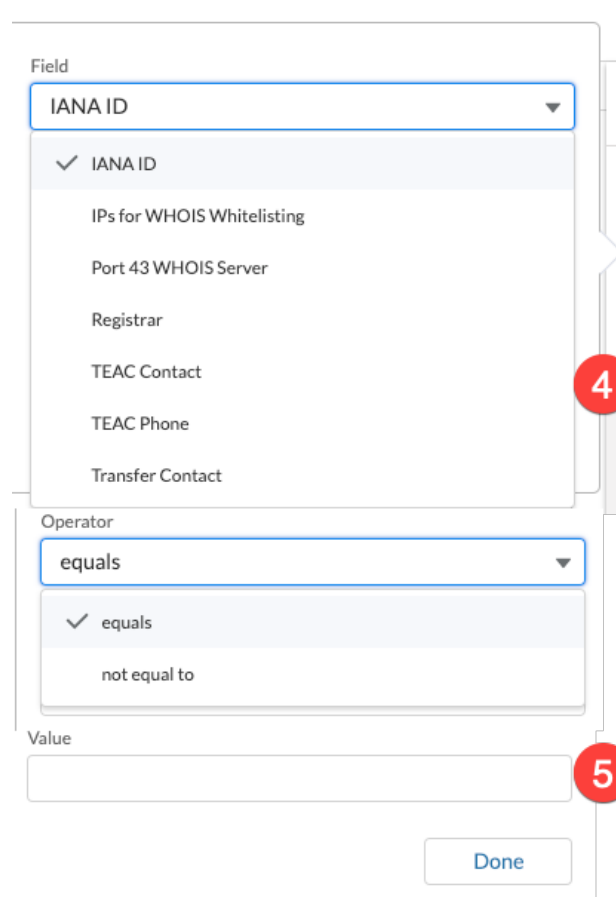 Field
IANA ID
IANA ID
IPs for WHOIS Whitelisting
Port 43 WHOIS Server
Registrar
TEAC Contact
4
TEAC Phone
Transfer Contact
Operator
equals
equals
not equal to
Value
5
Done